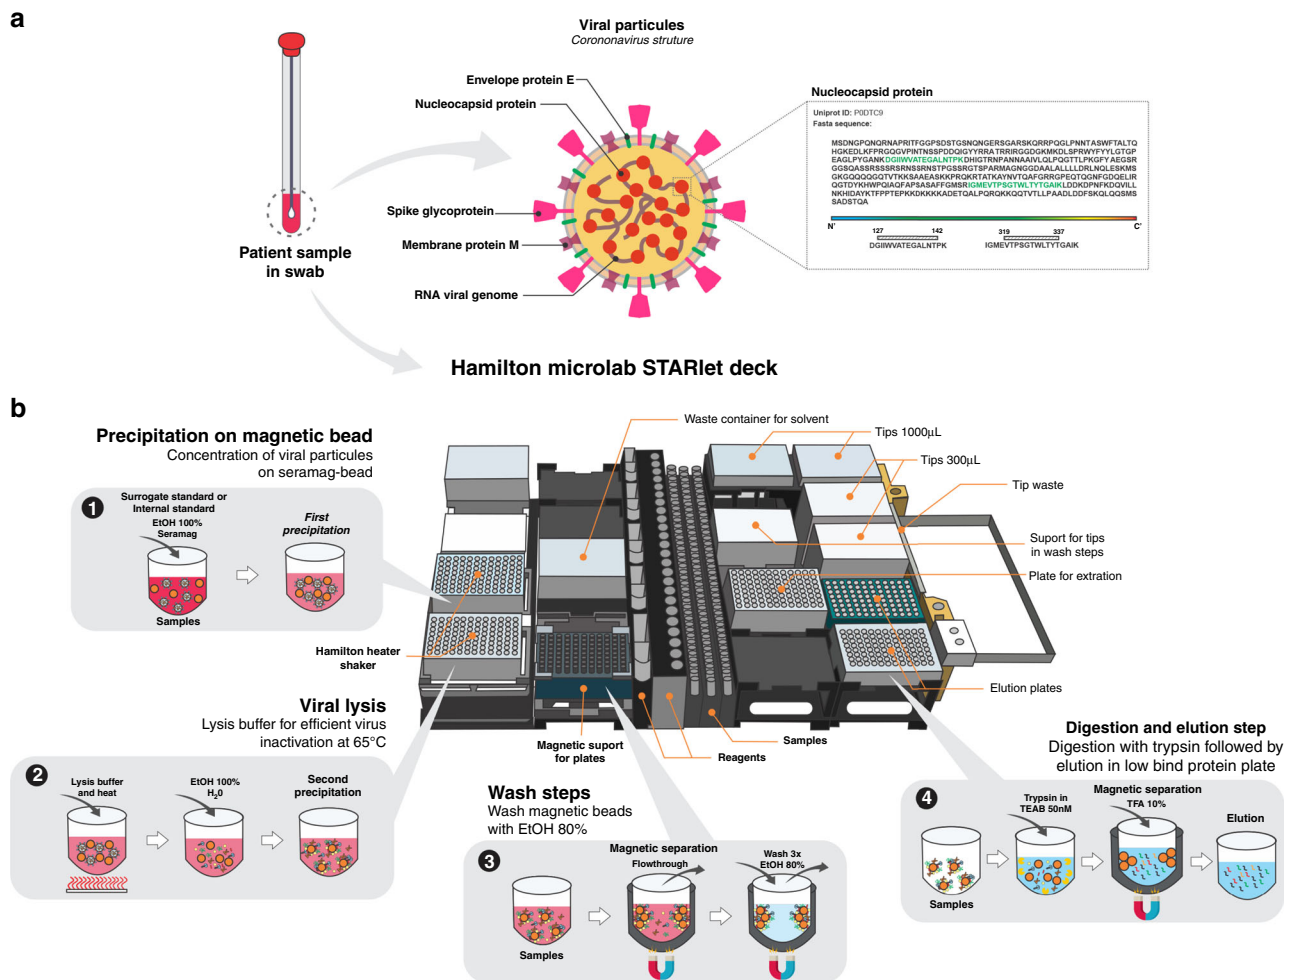 a
Viral particules
Corononavirus struture
Envelope protein E
Nucleocapsid protein
Spike glycoprotein
Membrane protein M
RNA viral genome
Patient sample
in swab
Nucleocapsid protein
Uniprot ID: P0DTC9
Fasta sequence:
MSDNGPQNQRNAPRITFGGPSDSTGSNQNGERSGARSKQRRPQGLPNNTASWFTALTQ
HGKEDLKFPRGQGVPINTNSSPDDQIGYYRRATRRIRGGDGKMKDLSPRWYFYYLGTGP
EAGLPYGANKDGIIWVATEGALNTPKDHIGTRNPANNAAIVLQLPQGTTLPKGFYAEGSR
GGSQASSRSSSRSRNSSRNSTPGSSRGTSPARMAGNGGDAALALLLLDRLNQLESKMS
GKGQQQQGQTVTKKSAAEASKKPRQKRTATKAYNVTQAFGRRGPEQTQGNFGDQELIR
QGTDYKHWPQIAQFAPSASAFFGMSRIGMEVTPSGTWLTYTGAIKLDDKDPNFKDQVILL
NKHIDAYKTFPPTEPKKDKKKKADETQALPQRQKKQQTVTLLPAADLDDFSKQLQQSMS
SADSTQA
N'
C'
127
142
319
337
DGIIWVATEGALNTPK
IGMEVTPSGTWLTYTGAIK
Hamilton microlab STARlet deck
b
Precipitation on magnetic bead
Concentration of viral particules
on seramag-bead
1
Surrogate standard or
Internal standard
EtOH 100%
Seramag
First
precipitation
Samples
Waste container for solvent
Tips 1000µL
Tips 300µL
Tip waste
Suport for tips
in wash steps
Plate for extration
Elution plates
Hamilton heater
shaker
Magnetic suport
for plates
Reagents
Samples
Viral lysis
Lysis buffer for efficient virus
inactivation at 65°C
2
Lysis buffer
and heat
EtOH 100%
H₂0
Second
precipitation
Wash steps
Wash magnetic beads
with EtOH 80%
3
Magnetic separation
Flowthrough
Wash 3x
EtOH 80%
Samples
Digestion and elution step
Digestion with trypsin followed by
elution in low bind protein plate
4
Trypsin in
TEAB 50nM
Magnetic separation
TFA 10%
Elution
Samples